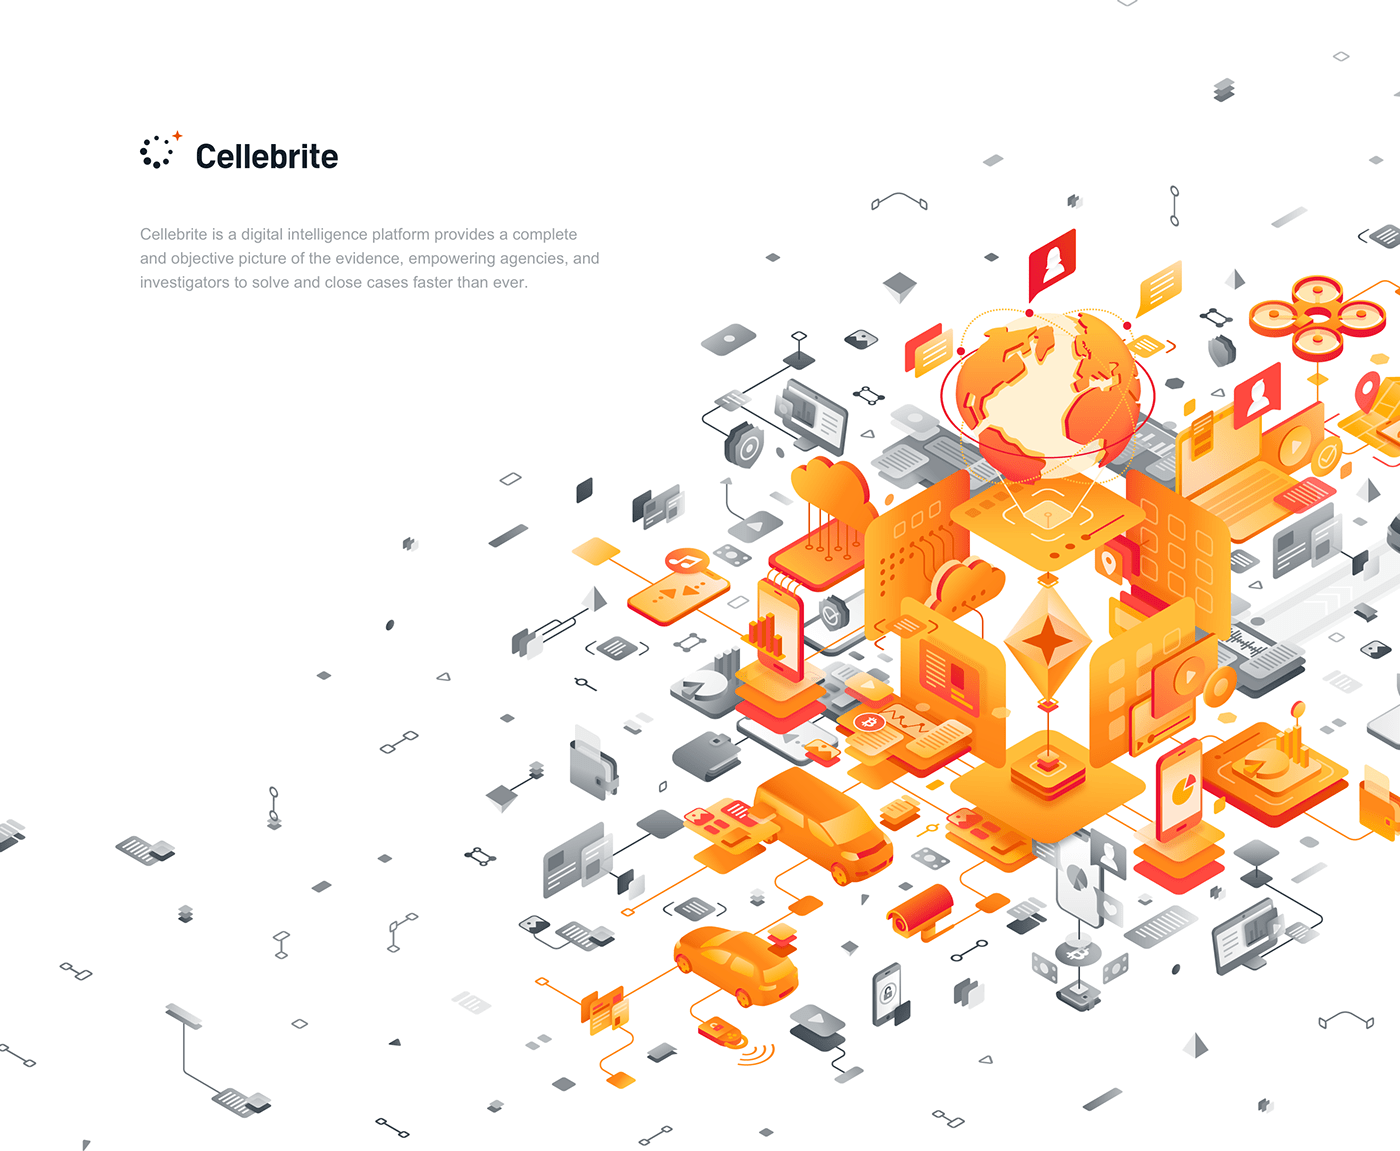 Cellebrite
Cellebrite is a digital intelligence platform provides a complete
and objective picture of the evidence, empowering agencies, and
investigators to solve and close cases faster than ever.